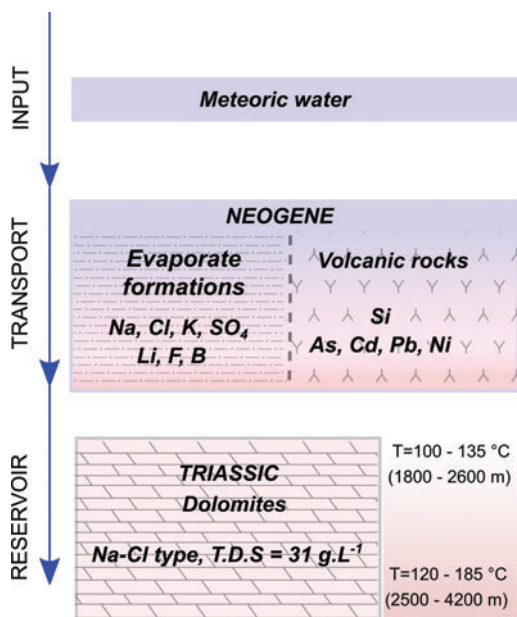 INPUT
Meteoric water
TRANSPORT
NEOGENE
Evaporate
formations
Na, Cl, K, SO₄
Li, F, B
Volcanic rocks
Si
As, Cd, Pb, Ni
RESERVOIR
TRIASSIC
Dolomites
Na-Cl type, T.D.S = 31 g.L⁻¹
T=100 - 135 °C
(1800 - 2600 m)
T=120 - 185 °C
(2500 - 4200 m)